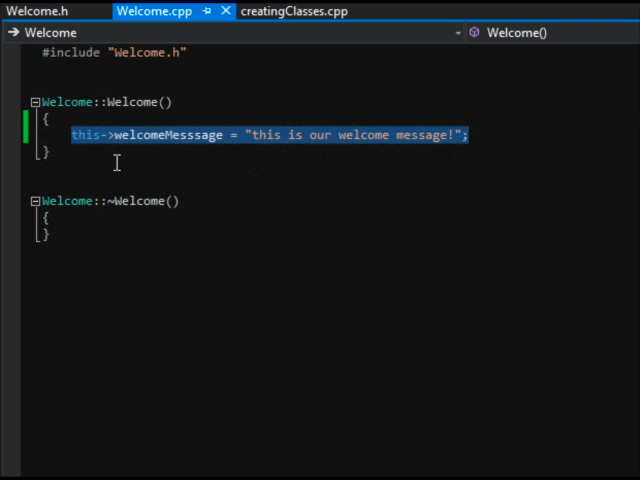 Welcome.h Welcome.cpp creatingClasses.cpp
Welcome Welcome()
#include "Welcome.h"
Welcome::Welcome()
{
this->welcomeMesssage = "this is our welcome message!";
}
Welcome::~Welcome()
{
}